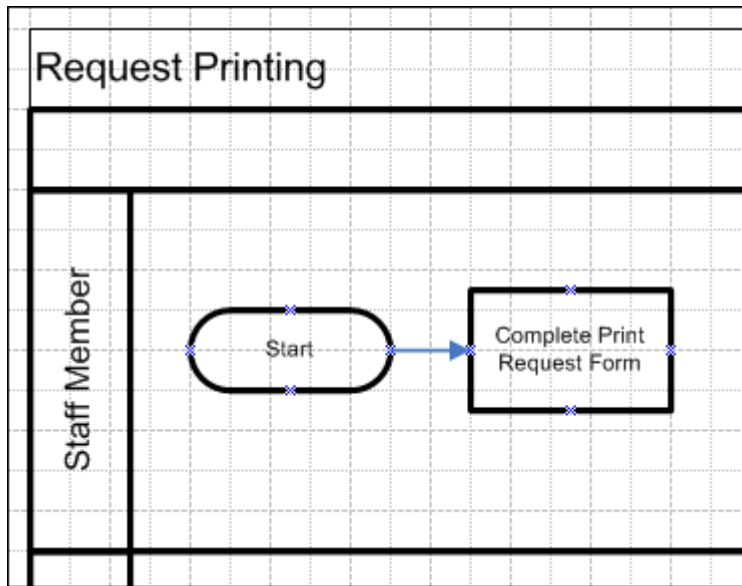 Request Printing
Staff Member
Start
Complete Print
Request Form